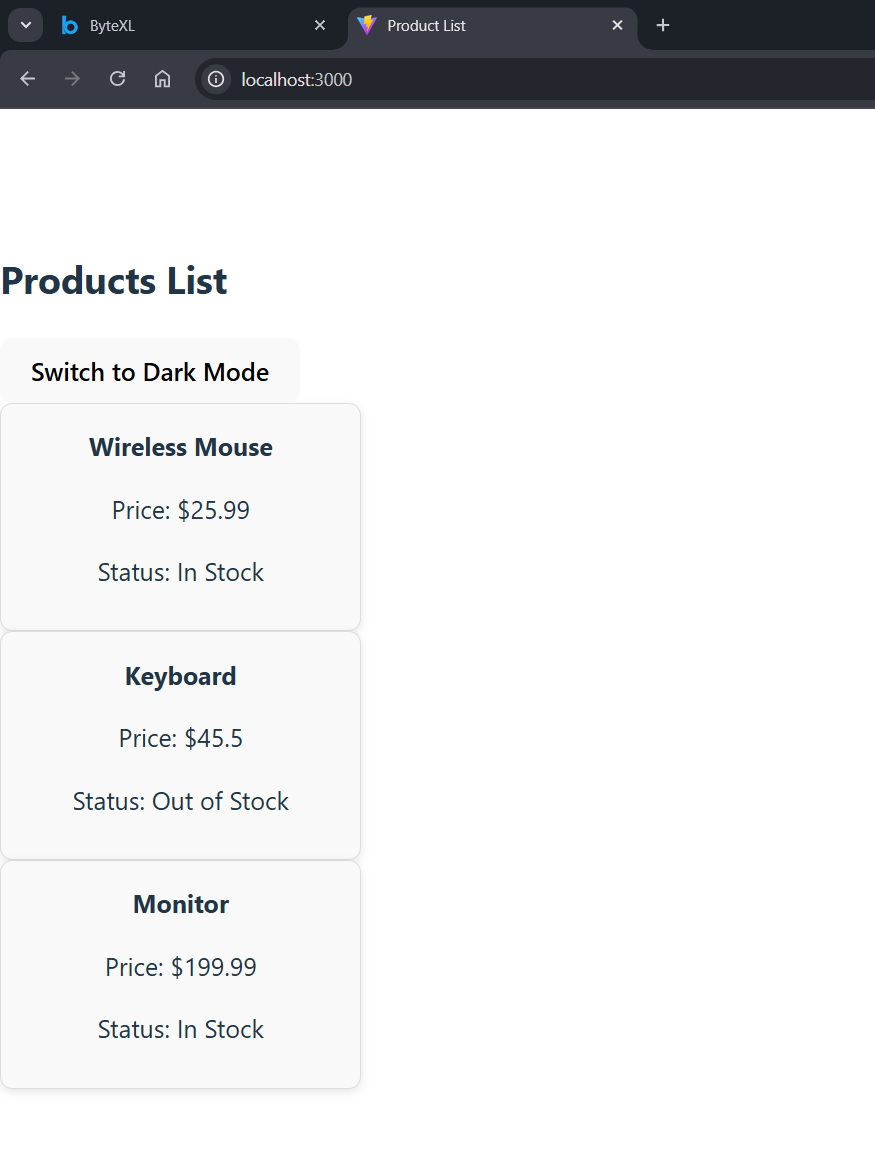 ByteXL
Product List
localhost:3000
Products List
Switch to Dark Mode
Wireless Mouse
Price: $25.99
Status: In Stock
Keyboard
Price: $45.5
Status: Out of Stock
Monitor
Price: $199.99
Status: In Stock